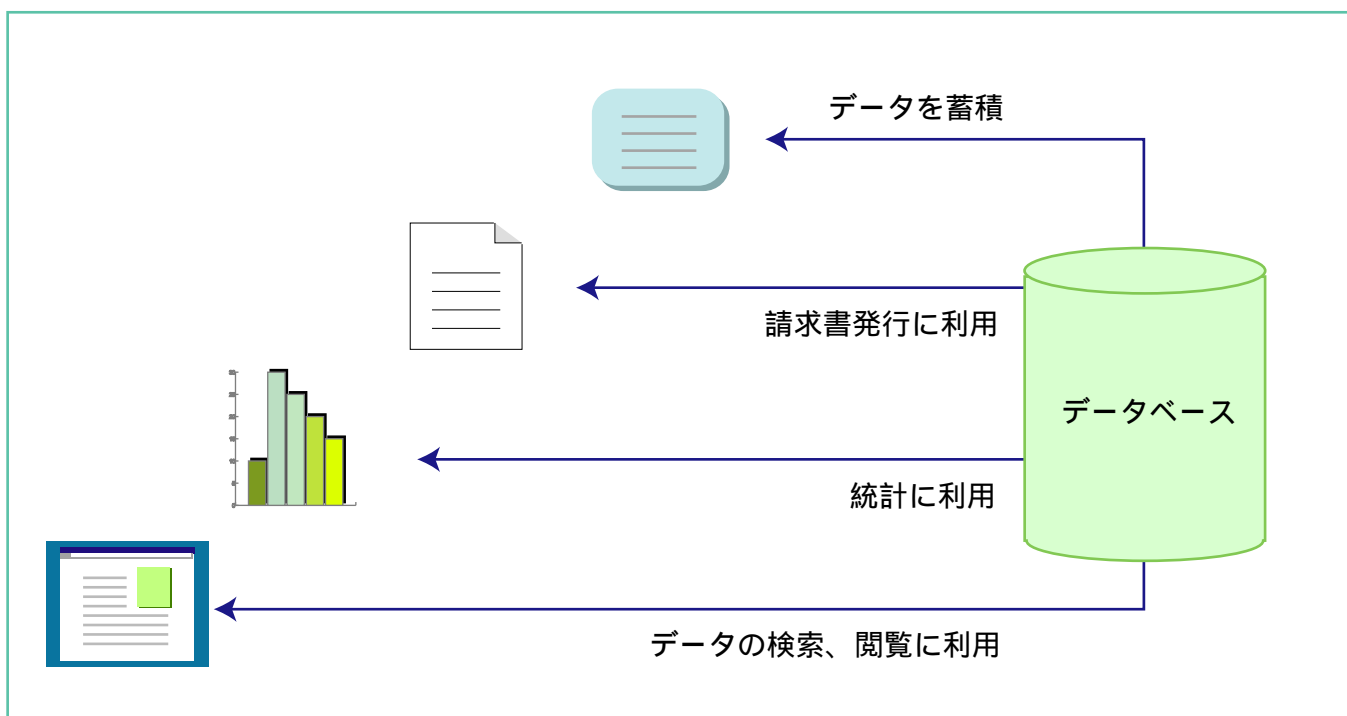 データを蓄積
請求書発行に利用
データベース
統計に利用
データの検索、閲覧に利用